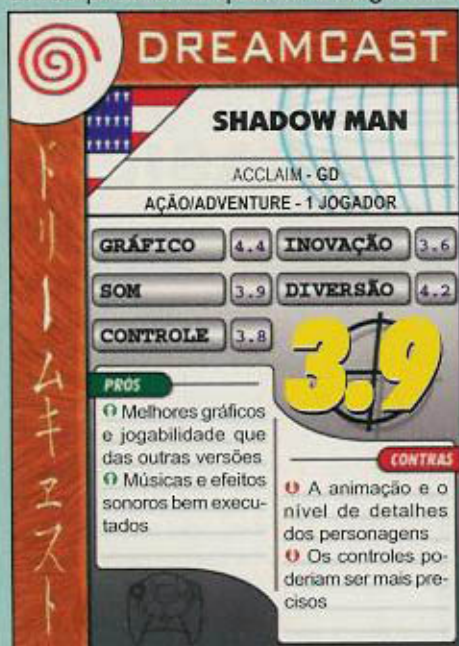 DREAMCAST
SHADOW MAN
ACCLAIM - GD
AÇÃO/ADVENTURE - 1 JOGADOR
ドリームキヱスト
GRÁFICO 4.4 INOVAÇÃO 3.6
SOM 3.9 DIVERSÃO 4.2
CONTROLE 3.8
3.9
PRÓS
Melhores gráficos
e jogabilidade que
das outras versões
Músicas e efeitos
sonoros bem execu-
tados
CONTRAS
A animação e o
nível de detalhes
dos personagens
Os controles po-
deriam ser mais pre-
cisos